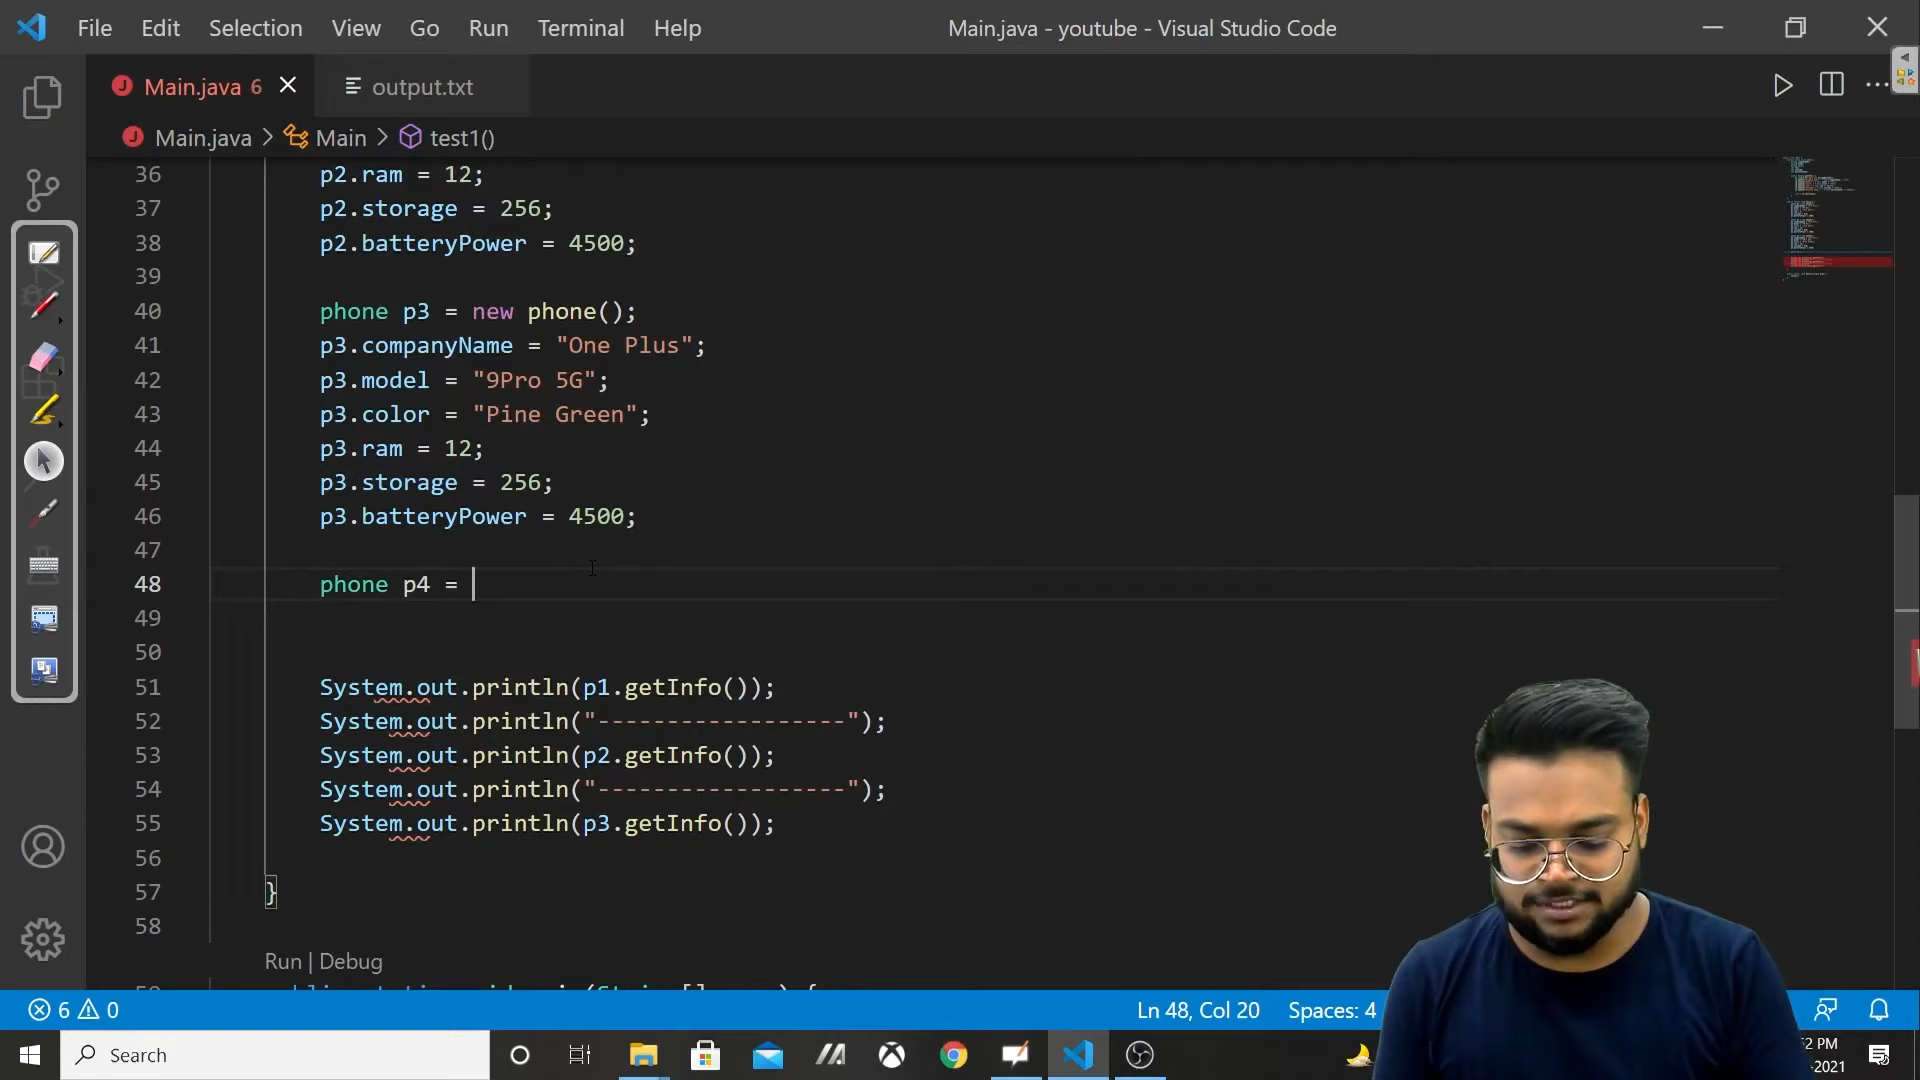 File Edit Selection View Go Run Terminal Help Main.java - youtube - Visual Studio Code
Main.java 6 output.txt
Main.java > Main > test1()
36 p2.ram = 12;
37 p2.storage = 256;
38 p2.batteryPower = 4500;
39
40 phone p3 = new phone();
41 p3.companyName = "One Plus";
42 p3.model = "9Pro 5G";
43 p3.color = "Pine Green";
44 p3.ram = 12;
45 p3.storage = 256;
46 p3.batteryPower = 4500;
47
48 phone p4 =
49
50
51 System.out.println(p1.getInfo());
52 System.out.println("------------------");
53 System.out.println(p2.getInfo());
54 System.out.println("------------------");
55 System.out.println(p3.getInfo());
56
57 }
58
Run | Debug
6 0 Ln 48, Col 20 Spaces: 4
Search
2 PM
-2021